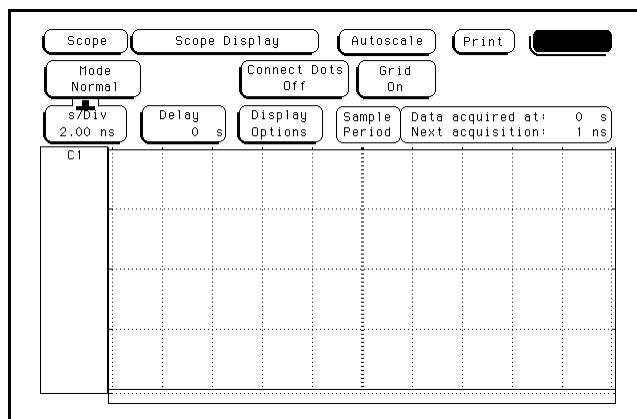 Scope
Scope Display
Autoscale
Print
Mode
Normal
Connect Dots
Off
Grid
On
s/Div
2.00 ns
Delay
0 s
Display
Options
Sample
Period
Data acquired at: 0 s
Next acquisition: 1 ns
C1